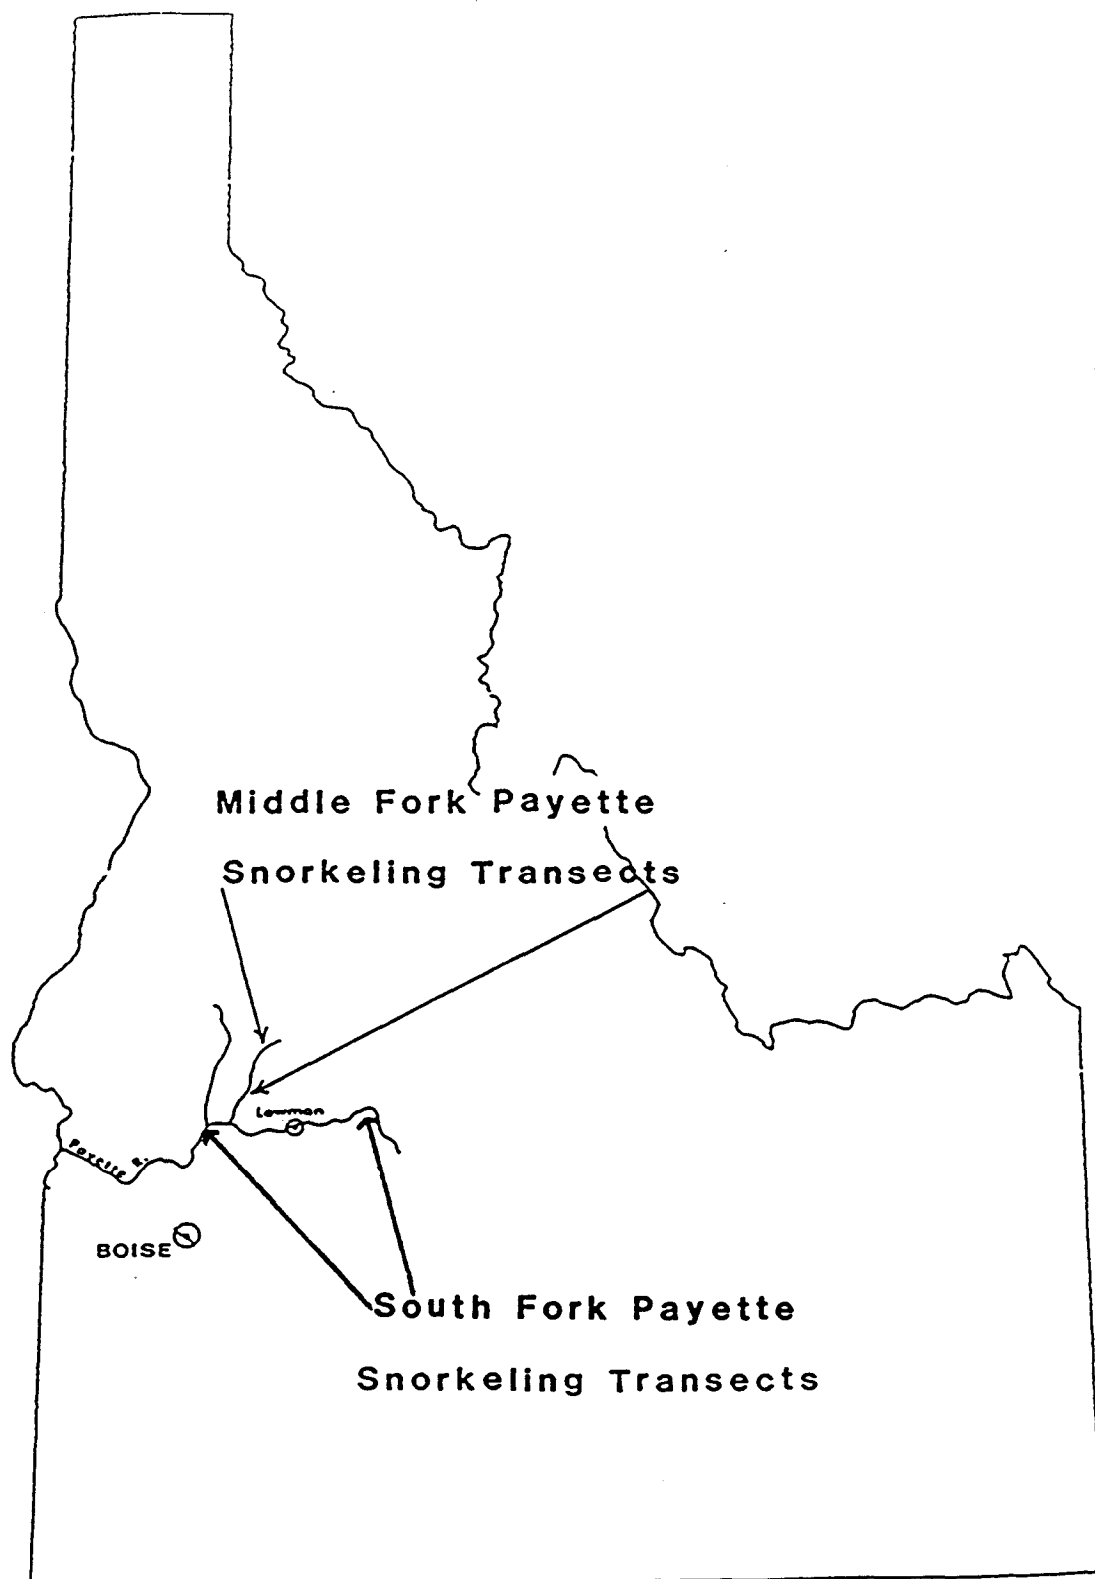 Middle Fork Payette
Snorkeling Transects
Lowman
Payette R.
BOISE
South Fork Payette
Snorkeling Transects